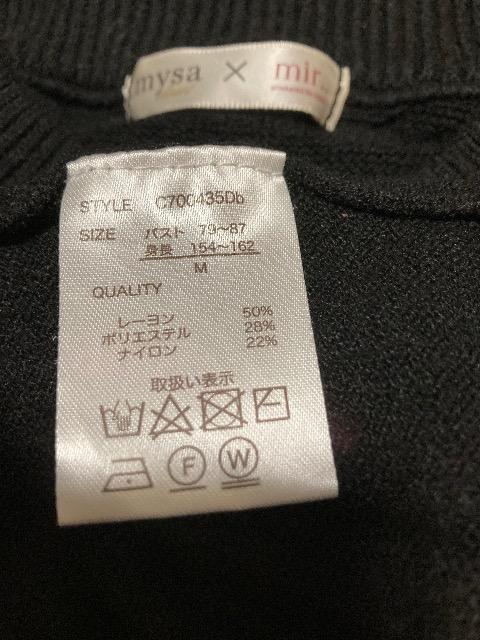 mysa × mir...
STYLE C700435Db
SIZE バスト 79～87
身長 154～162
M
QUALITY
レーヨン 50%
ポリエステル 28%
ナイロン 22%
取扱い表示
F W